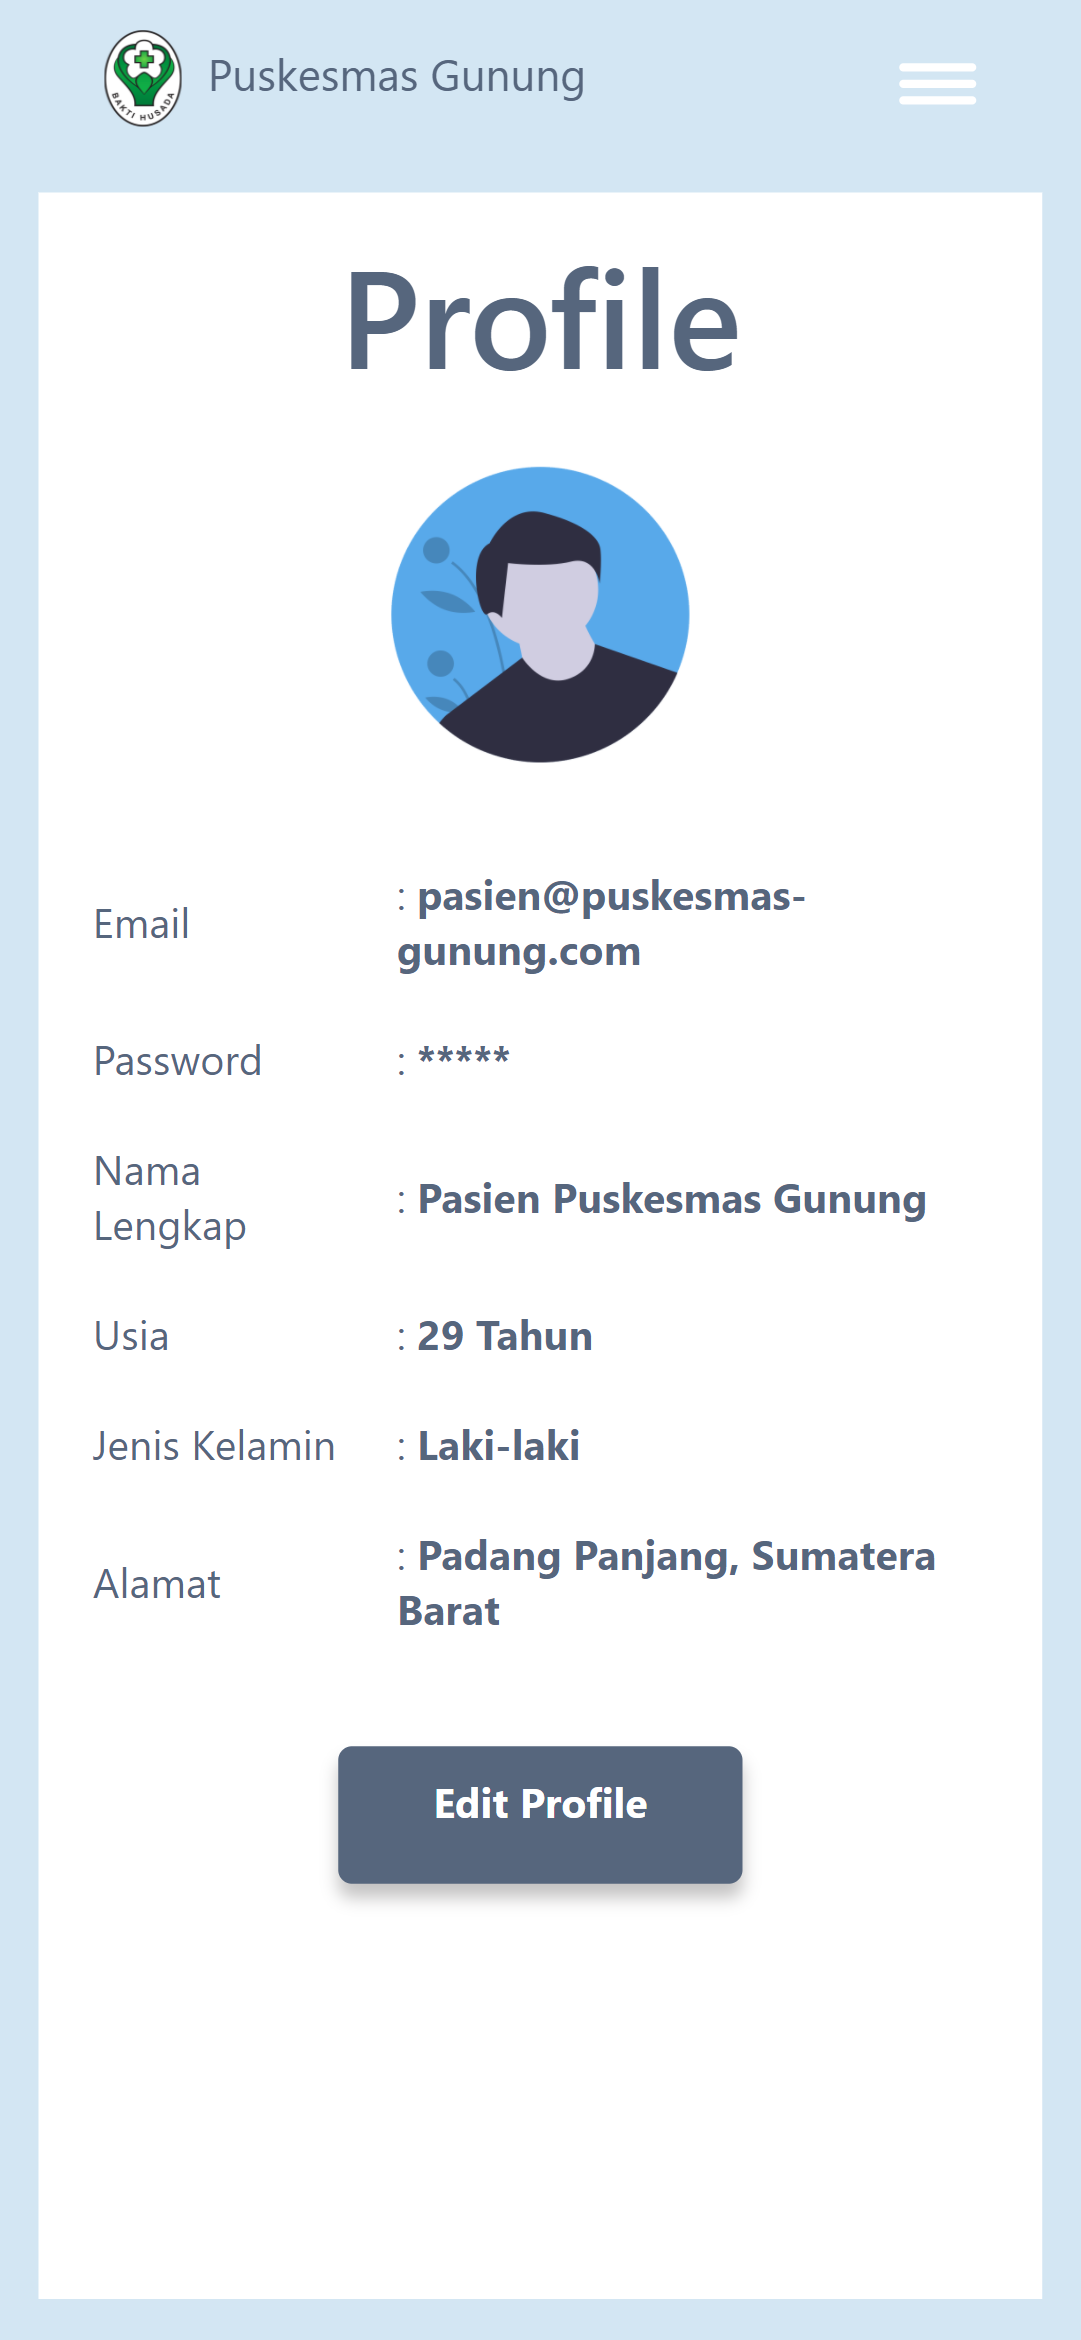 BAKTI HUSADA
Puskesmas Gunung
Profile
Email
: pasien@puskesmas-
gunung.com
Password
: *****
Nama
Lengkap
: Pasien Puskesmas Gunung
Usia
: 29 Tahun
Jenis Kelamin
: Laki-laki
Alamat
: Padang Panjang, Sumatera
Barat
Edit Profile